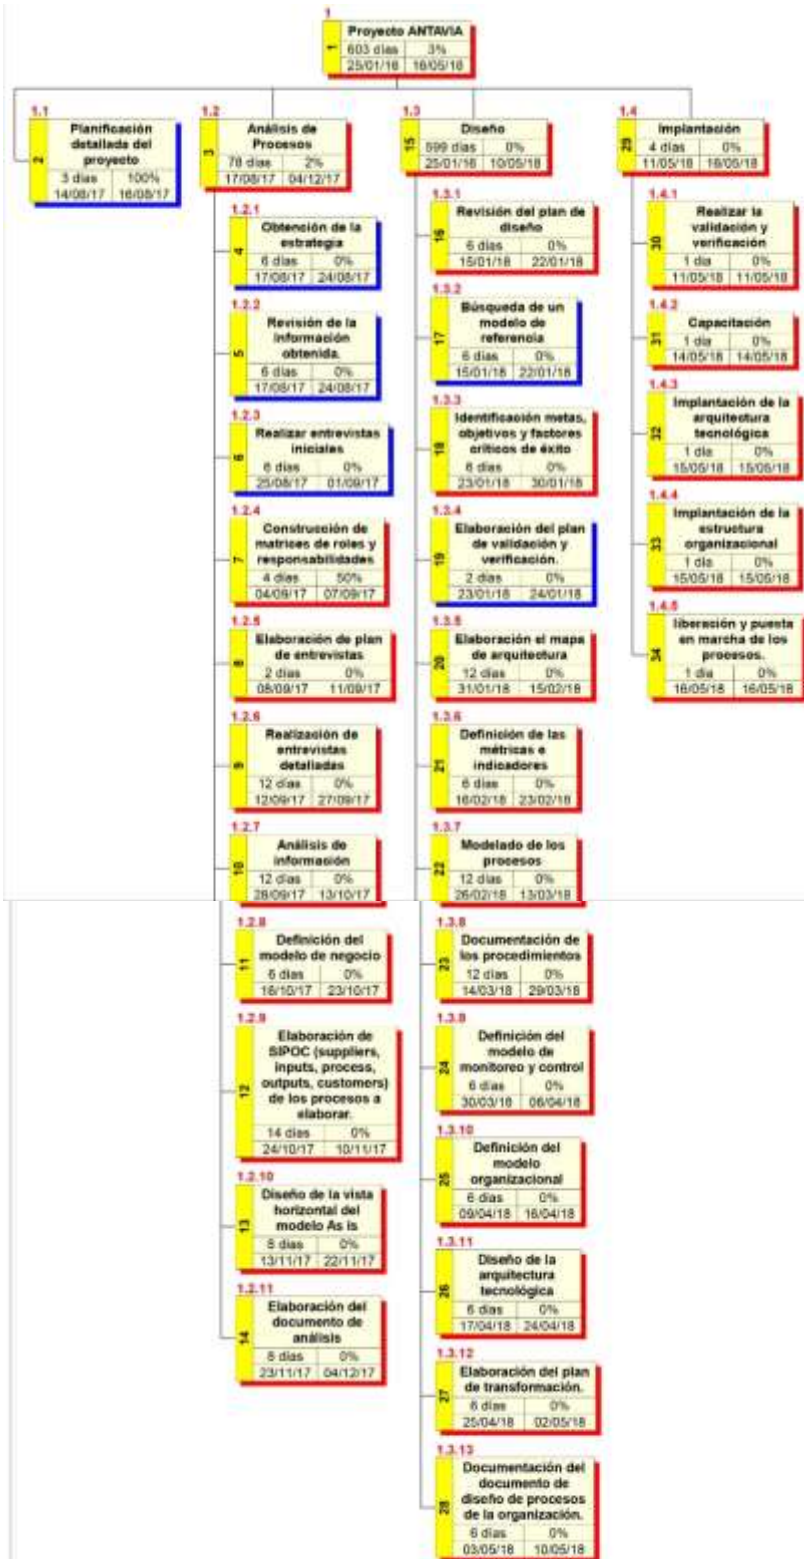 1
1
Proyecto ANTAVIA
603 días 3%
25/01/16 16/05/18
1.1
2
Planificación
detallada del
proyecto
3 días 100%
14/08/17 16/08/17
1.2
3
Análisis de
Procesos
78 días 2%
17/08/17 04/12/17
1.2.1
4
Obtención de la
estrategia
6 días 0%
17/08/17 24/08/17
1.2.2
5
Revisión de la
información
obtenida.
6 días 0%
17/08/17 24/08/17
1.2.3
6
Realizar entrevistas
iniciales
6 días 0%
25/08/17 01/09/17
1.2.4
7
Construcción de
matrices de roles y
responsabilidades
4 días 50%
04/09/17 07/09/17
1.2.5
8
Elaboración de plan
de entrevistas
2 días 0%
08/09/17 11/09/17
1.2.6
9
Realización de
entrevistas
detalladas
12 días 0%
12/09/17 27/09/17
1.2.7
10
Análisis de
información
12 días 0%
28/09/17 13/10/17
1.2.8
11
Definición del
modelo de negocio
6 días 0%
16/10/17 23/10/17
1.2.9
12
Elaboración de
SIPOC (suppliers,
inputs, process,
outputs, customers)
de los procesos a
elaborar.
14 días 0%
24/10/17 10/11/17
1.2.10
13
Diseño de la vista
horizontal del
modelo As is
8 días 0%
13/11/17 22/11/17
1.2.11
14
Elaboración del
documento de
análisis
8 días 0%
23/11/17 04/12/17
1.3
15
Diseño
599 días 0%
25/01/16 10/05/18
1.3.1
16
Revisión del plan de
diseño
6 días 0%
15/01/18 22/01/18
1.3.2
17
Búsqueda de un
modelo de
referencia
6 días 0%
15/01/18 22/01/18
1.3.3
18
Identificación metas,
objetivos y factores
críticos de éxito
6 días 0%
23/01/18 30/01/18
1.3.4
19
Elaboración del plan
de validación y
verificación.
2 días 0%
23/01/18 24/01/18
1.3.5
20
Elaboración el mapa
de arquitectura
12 días 0%
31/01/18 15/02/18
1.3.6
21
Definición de las
métricas e
indicadores
6 días 0%
16/02/18 23/02/18
1.3.7
22
Modelado de los
procesos
12 días 0%
26/02/18 13/03/18
1.3.8
23
Documentación de
los procedimientos
12 días 0%
14/03/18 29/03/18
1.3.9
24
Definición del
modelo de
monitoreo y control
6 días 0%
30/03/18 06/04/18
1.3.10
25
Definición del
modelo
organizacional
6 días 0%
09/04/18 16/04/18
1.3.11
26
Diseño de la
arquitectura
tecnológica
6 días 0%
17/04/18 24/04/18
1.3.12
27
Elaboración del plan
de transformación.
6 días 0%
25/04/18 02/05/18
1.3.13
28
Documentación del
documento de
diseño de procesos
de la organización.
6 días 0%
03/05/18 10/05/18
1.4
29
Implantación
4 días 0%
11/05/18 16/05/18
1.4.1
30
Realizar la
validación y
verificación
1 día 0%
11/05/18 11/05/18
1.4.2
31
Capacitación
1 día 0%
14/05/18 14/05/18
1.4.3
32
Implantación de la
arquitectura
tecnológica
1 día 0%
15/05/18 15/05/18
1.4.4
33
Implantación de la
estructura
organizacional
1 día 0%
15/05/18 15/05/18
1.4.5
34
liberación y puesta
en marcha de los
procesos.
1 día 0%
16/05/18 16/05/18